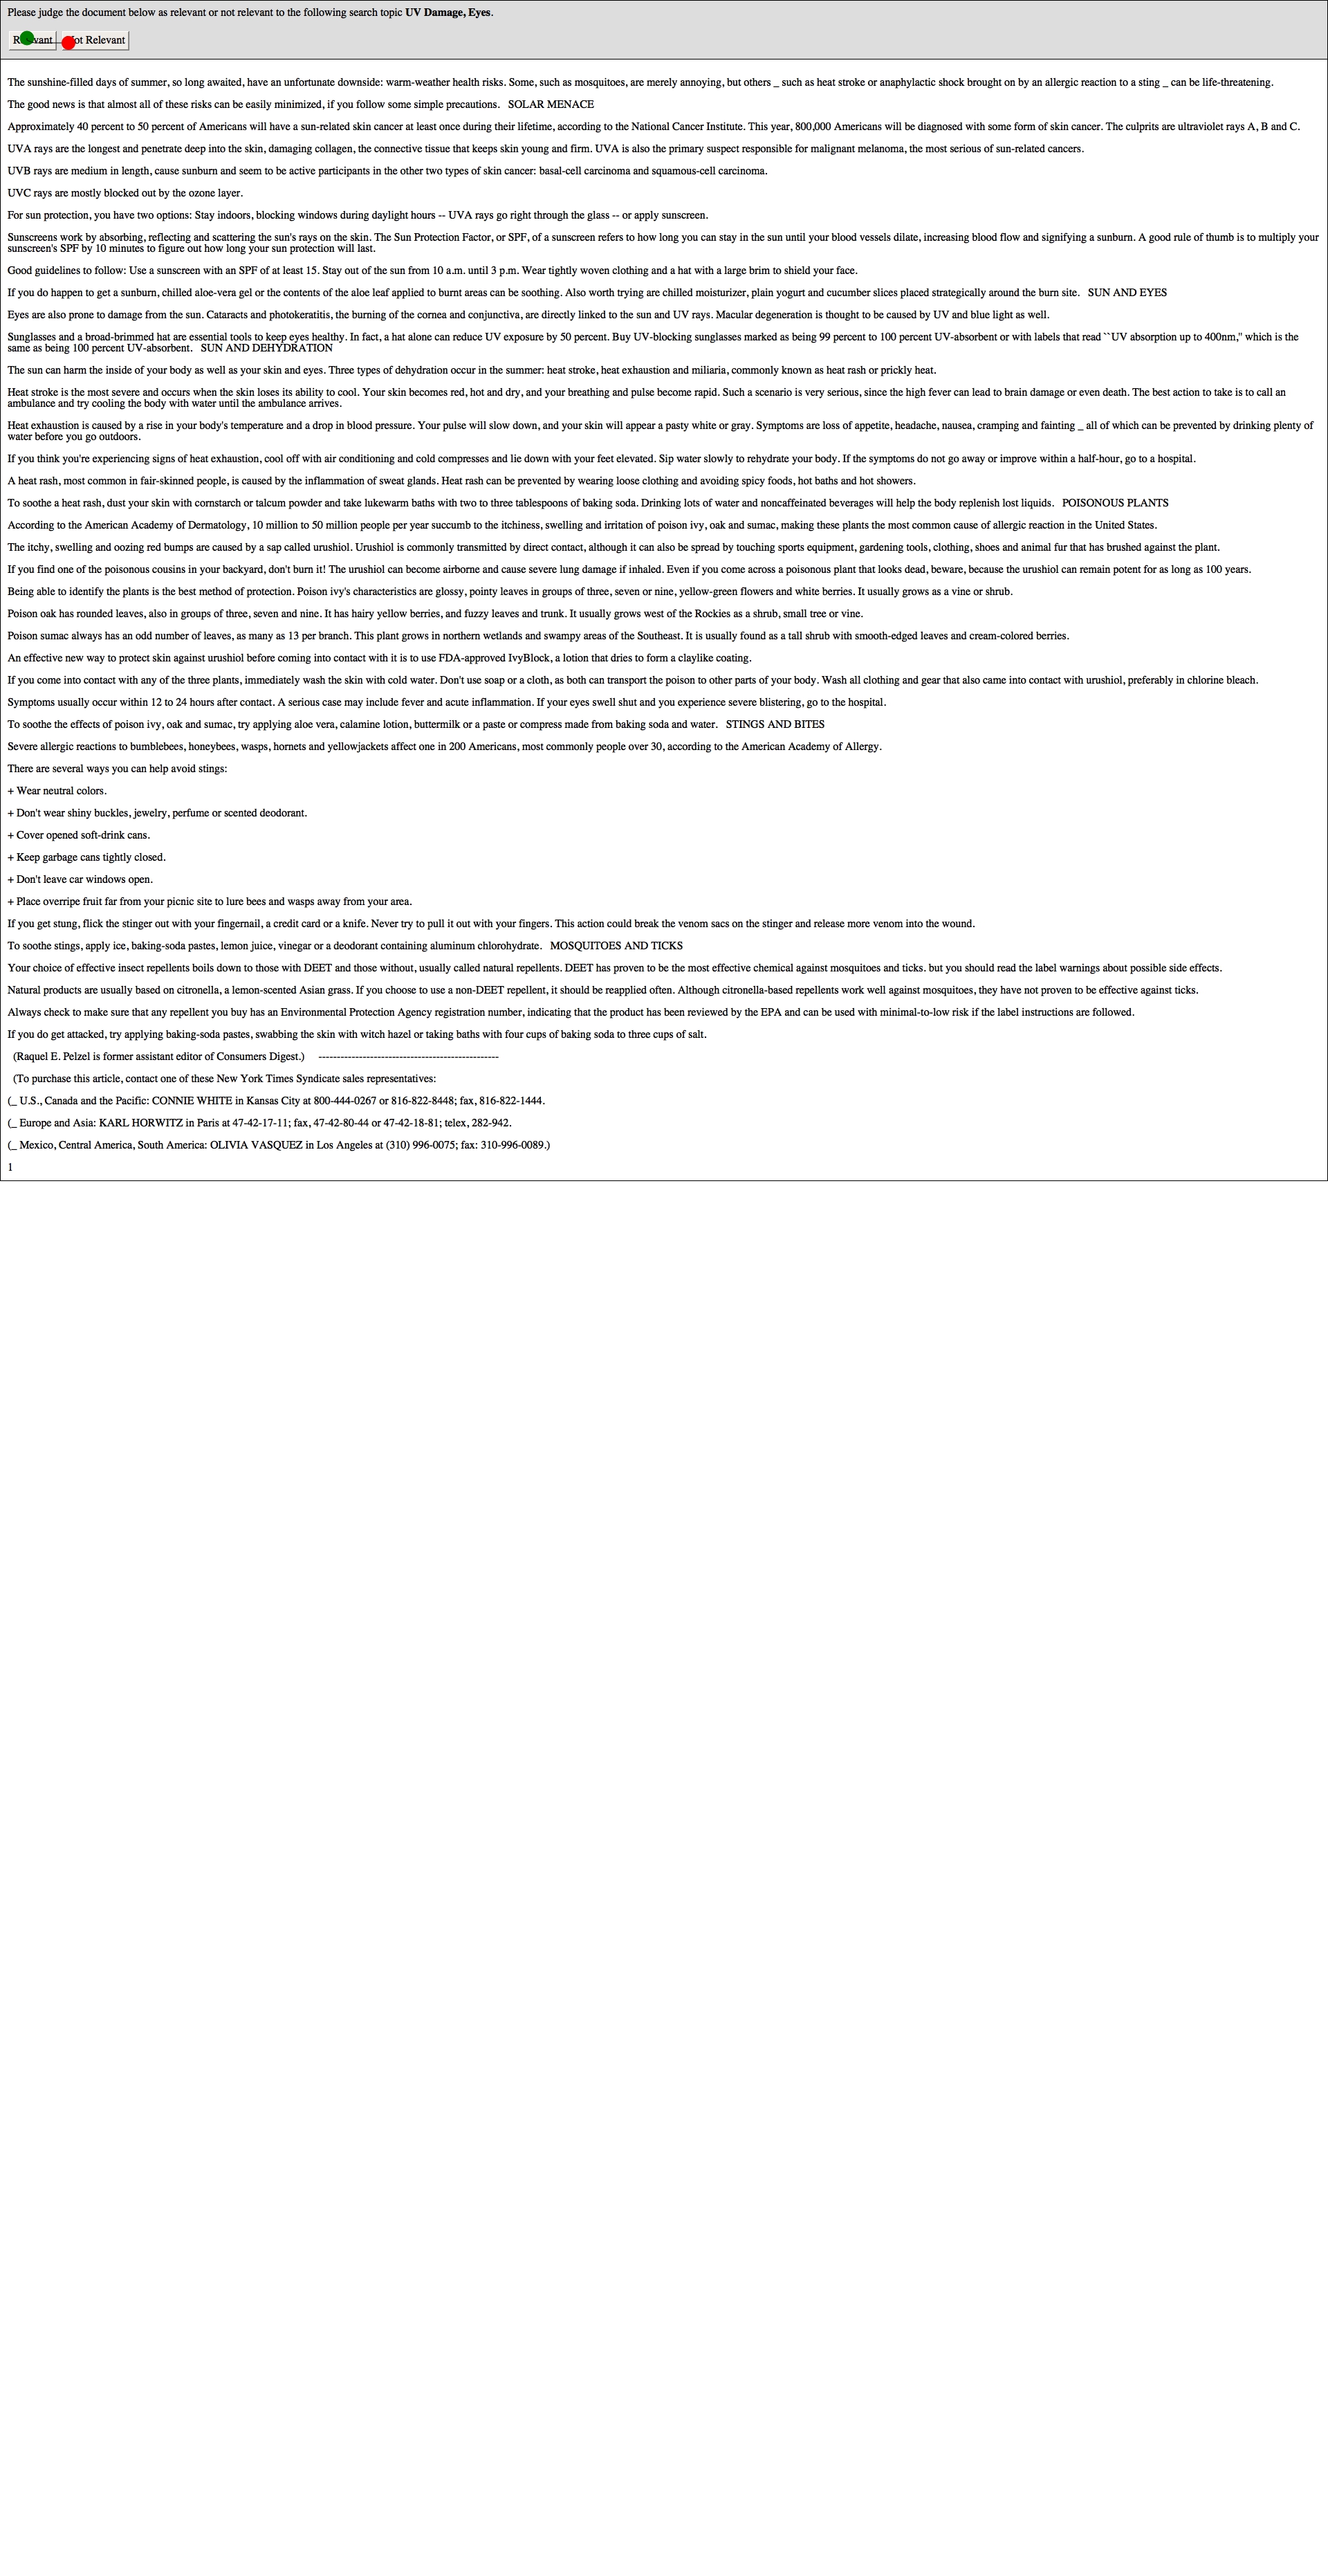 Please judge the document below as relevant or not relevant to the following search topic UV Damage, Eyes.
Relevant Not Relevant
The sunshine-filled days of summer, so long awaited, have an unfortunate downside: warm-weather health risks. Some, such as mosquitoes, are merely annoying, but others _ such as heat stroke or anaphylactic shock brought on by an allergic reaction to a sting _ can be life-threatening.
The good news is that almost all of these risks can be easily minimized, if you follow some simple precautions. SOLAR MENACE
Approximately 40 percent to 50 percent of Americans will have a sun-related skin cancer at least once during their lifetime, according to the National Cancer Institute. This year, 800,000 Americans will be diagnosed with some form of skin cancer. The culprits are ultraviolet rays A, B and C.
UVA rays are the longest and penetrate deep into the skin, damaging collagen, the connective tissue that keeps skin young and firm. UVA is also the primary suspect responsible for malignant melanoma, the most serious of sun-related cancers.
UVB rays are medium in length, cause sunburn and seem to be active participants in the other two types of skin cancer: basal-cell carcinoma and squamous-cell carcinoma.
UVC rays are mostly blocked out by the ozone layer.
For sun protection, you have two options: Stay indoors, blocking windows during daylight hours -- UVA rays go right through the glass -- or apply sunscreen.
Sunscreens work by absorbing, reflecting and scattering the sun's rays on the skin. The Sun Protection Factor, or SPF, of a sunscreen refers to how long you can stay in the sun until your blood vessels dilate, increasing blood flow and signifying a sunburn. A good rule of thumb is to multiply your
sunscreen's SPF by 10 minutes to figure out how long your sun protection will last.
Good guidelines to follow: Use a sunscreen with an SPF of at least 15. Stay out of the sun from 10 a.m. until 3 p.m. Wear tightly woven clothing and a hat with a large brim to shield your face.
If you do happen to get a sunburn, chilled aloe-vera gel or the contents of the aloe leaf applied to burnt areas can be soothing. Also worth trying are chilled moisturizer, plain yogurt and cucumber slices placed strategically around the burn site. SUN AND EYES
Eyes are also prone to damage from the sun. Cataracts and photokeratitis, the burning of the cornea and conjunctiva, are directly linked to the sun and UV rays. Macular degeneration is thought to be caused by UV and blue light as well.
Sunglasses and a broad-brimmed hat are essential tools to keep eyes healthy. In fact, a hat alone can reduce UV exposure by 50 percent. Buy UV-blocking sunglasses marked as being 99 percent to 100 percent UV-absorbent or with labels that read ``UV absorption up to 400nm,'' which is the
same as being 100 percent UV-absorbent. SUN AND DEHYDRATION
The sun can harm the inside of your body as well as your skin and eyes. Three types of dehydration occur in the summer: heat stroke, heat exhaustion and miliaria, commonly known as heat rash or prickly heat.
Heat stroke is the most severe and occurs when the skin loses its ability to cool. Your skin becomes red, hot and dry, and your breathing and pulse become rapid. Such a scenario is very serious, since the high fever can lead to brain damage or even death. The best action to take is to call an
ambulance and try cooling the body with water until the ambulance arrives.
Heat exhaustion is caused by a rise in your body's temperature and a drop in blood pressure. Your pulse will slow down, and your skin will appear a pasty white or gray. Symptoms are loss of appetite, headache, nausea, cramping and fainting _ all of which can be prevented by drinking plenty of
water before you go outdoors.
If you think you're experiencing signs of heat exhaustion, cool off with air conditioning and cold compresses and lie down with your feet elevated. Sip water slowly to rehydrate your body. If the symptoms do not go away or improve within a half-hour, go to a hospital.
A heat rash, most common in fair-skinned people, is caused by the inflammation of sweat glands. Heat rash can be prevented by wearing loose clothing and avoiding spicy foods, hot baths and hot showers.
To soothe a heat rash, dust your skin with cornstarch or talcum powder and take lukewarm baths with two to three tablespoons of baking soda. Drinking lots of water and noncaffeinated beverages will help the body replenish lost liquids. POISONOUS PLANTS
According to the American Academy of Dermatology, 10 million to 50 million people per year succumb to the itchiness, swelling and irritation of poison ivy, oak and sumac, making these plants the most common cause of allergic reaction in the United States.
The itchy, swelling and oozing red bumps are caused by a sap called urushiol. Urushiol is commonly transmitted by direct contact, although it can also be spread by touching sports equipment, gardening tools, clothing, shoes and animal fur that has brushed against the plant.
If you find one of the poisonous cousins in your backyard, don't burn it! The urushiol can become airborne and cause severe lung damage if inhaled. Even if you come across a poisonous plant that looks dead, beware, because the urushiol can remain potent for as long as 100 years.
Being able to identify the plants is the best method of protection. Poison ivy's characteristics are glossy, pointy leaves in groups of three, seven or nine, yellow-green flowers and white berries. It usually grows as a vine or shrub.
Poison oak has rounded leaves, also in groups of three, seven and nine. It has hairy yellow berries, and fuzzy leaves and trunk. It usually grows west of the Rockies as a shrub, small tree or vine.
Poison sumac always has an odd number of leaves, as many as 13 per branch. This plant grows in northern wetlands and swampy areas of the Southeast. It is usually found as a tall shrub with smooth-edged leaves and cream-colored berries.
An effective new way to protect skin against urushiol before coming into contact with it is to use FDA-approved IvyBlock, a lotion that dries to form a claylike coating.
If you come into contact with any of the three plants, immediately wash the skin with cold water. Don't use soap or a cloth, as both can transport the poison to other parts of your body. Wash all clothing and gear that also came into contact with urushiol, preferably in chlorine bleach.
Symptoms usually occur within 12 to 24 hours after contact. A serious case may include fever and acute inflammation. If your eyes swell shut and you experience severe blistering, go to the hospital.
To soothe the effects of poison ivy, oak and sumac, try applying aloe vera, calamine lotion, buttermilk or a paste or compress made from baking soda and water. STINGS AND BITES
Severe allergic reactions to bumblebees, honeybees, wasps, hornets and yellowjackets affect one in 200 Americans, most commonly people over 30, according to the American Academy of Allergy.
There are several ways you can help avoid stings:
+ Wear neutral colors.
+ Don't wear shiny buckles, jewelry, perfume or scented deodorant.
+ Cover opened soft-drink cans.
+ Keep garbage cans tightly closed.
+ Don't leave car windows open.
+ Place overripe fruit far from your picnic site to lure bees and wasps away from your area.
If you get stung, flick the stinger out with your fingernail, a credit card or a knife. Never try to pull it out with your fingers. This action could break the venom sacs on the stinger and release more venom into the wound.
To soothe stings, apply ice, baking-soda pastes, lemon juice, vinegar or a deodorant containing aluminum chlorohydrate. MOSQUITOES AND TICKS
Your choice of effective insect repellents boils down to those with DEET and those without, usually called natural repellents. DEET has proven to be the most effective chemical against mosquitoes and ticks. but you should read the label warnings about possible side effects.
Natural products are usually based on citronella, a lemon-scented Asian grass. If you choose to use a non-DEET repellent, it should be reapplied often. Although citronella-based repellents work well against mosquitoes, they have not proven to be effective against ticks.
Always check to make sure that any repellent you buy has an Environmental Protection Agency registration number, indicating that the product has been reviewed by the EPA and can be used with minimal-to-low risk if the label instructions are followed.
If you do get attacked, try applying baking-soda pastes, swabbing the skin with witch hazel or taking baths with four cups of baking soda to three cups of salt.
(Raquel E. Pelzel is former assistant editor of Consumers Digest.) -------------------------------------------------
(To purchase this article, contact one of these New York Times Syndicate sales representatives:
(_ U.S., Canada and the Pacific: CONNIE WHITE in Kansas City at 800-444-0267 or 816-822-8448; fax, 816-822-1444.
(_ Europe and Asia: KARL HORWITZ in Paris at 47-42-17-11; fax, 47-42-80-44 or 47-42-18-81; telex, 282-942.
(_ Mexico, Central America, South America: OLIVIA VASQUEZ in Los Angeles at (310) 996-0075; fax: 310-996-0089.)
1